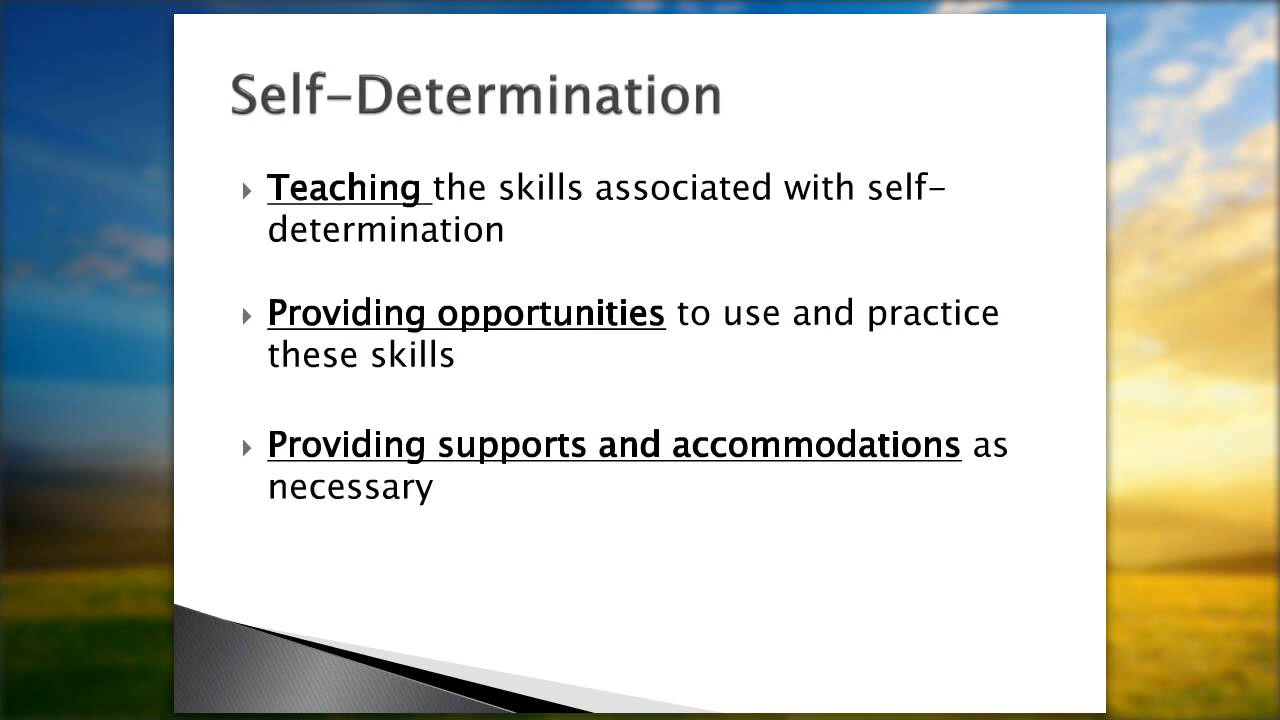 Self-Determination
Teaching the skills associated with self-
determination
Providing opportunities to use and practice
these skills
Providing supports and accommodations as
necessary